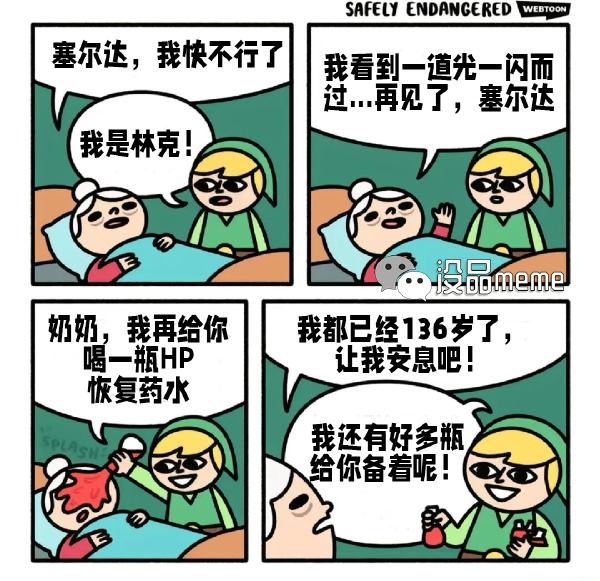 SAFELY ENDANGERED WEBTOON
塞尔达，我快不行了
我是林克！
我看到一道光一闪而
过...再见了，塞尔达
没品meme
奶奶，我再给你
喝一瓶HP
恢复药水
SPLASH!
我都已经136岁了，
让我安息吧！
我还有好多瓶
给你备着呢！